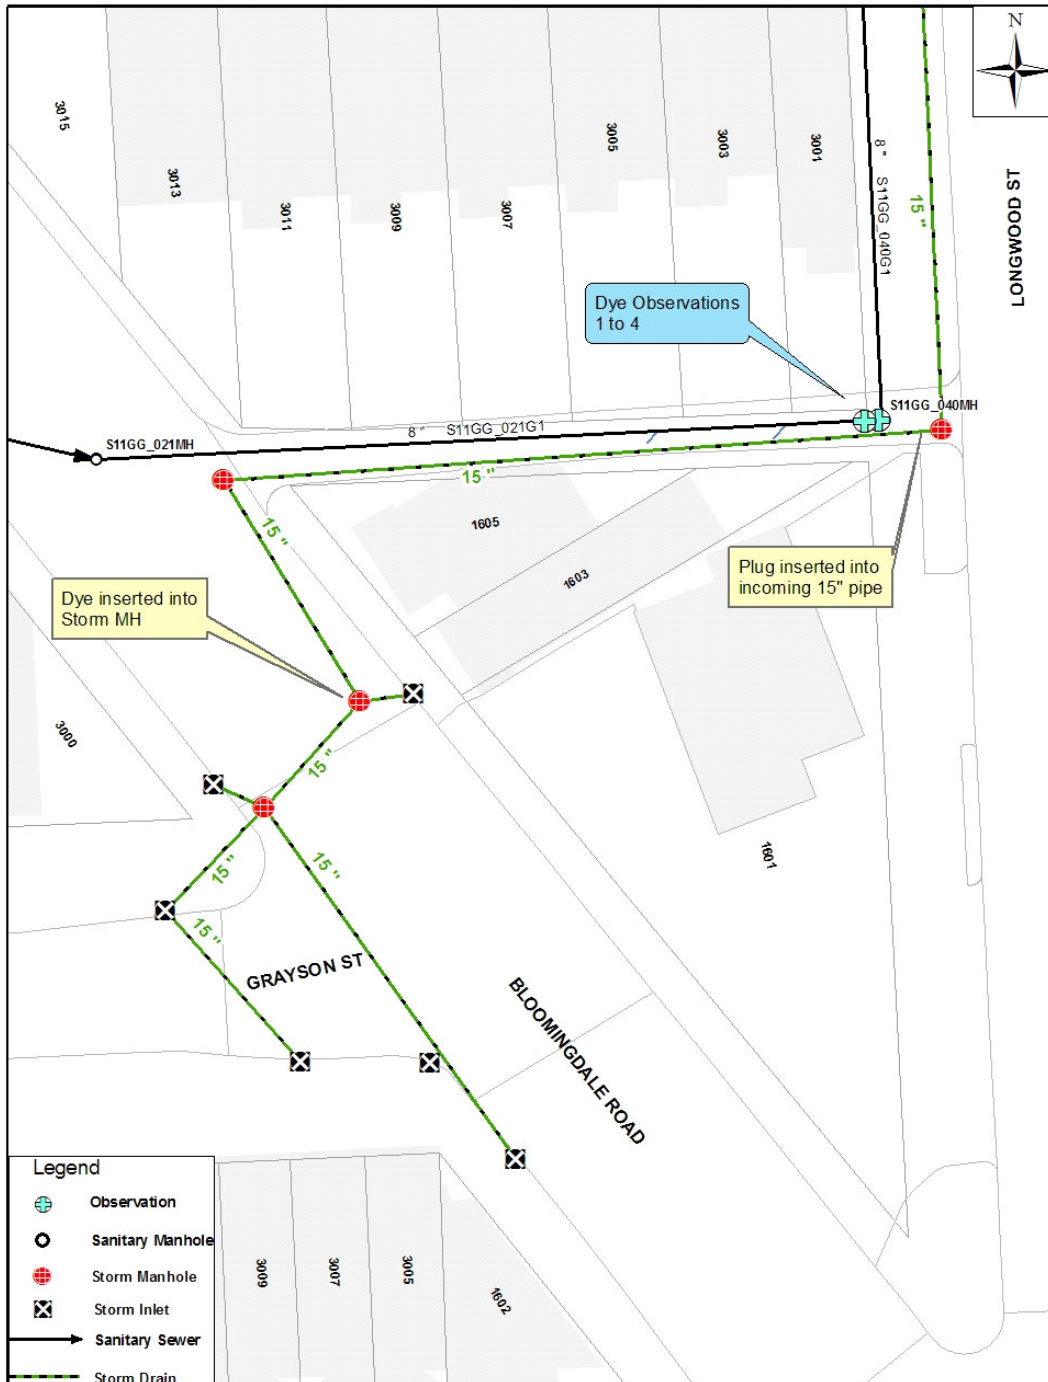 N
3015
3013
3011
3009
3007
3005
3003
3001
8 " S11GG_040G1
15 "
LONGWOOD ST
Dye Observations
1 to 4
S11GG_040MH
S11GG_021MH
8 " S11GG_021G1
15 "
1605
15 "
1603
Plug inserted into
incoming 15" pipe
Dye inserted into
Storm MH
3000
15 "
1601
15 "
15 "
15 "
GRAYSON ST
BLOOMINGDALE ROAD
Legend
Observation
Sanitary Manhole
Storm Manhole
Storm Inlet
Sanitary Sewer
Storm Drain
3009
3007
3005
1602